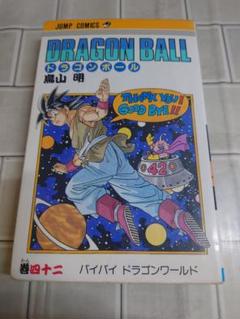 JUMP COMICS
DRAGON BALL
ドラゴンボール
鳥山 明
THANK YOU!
GOOD BYE!!
42
巻四十二
バイバイ ドラゴンワールド